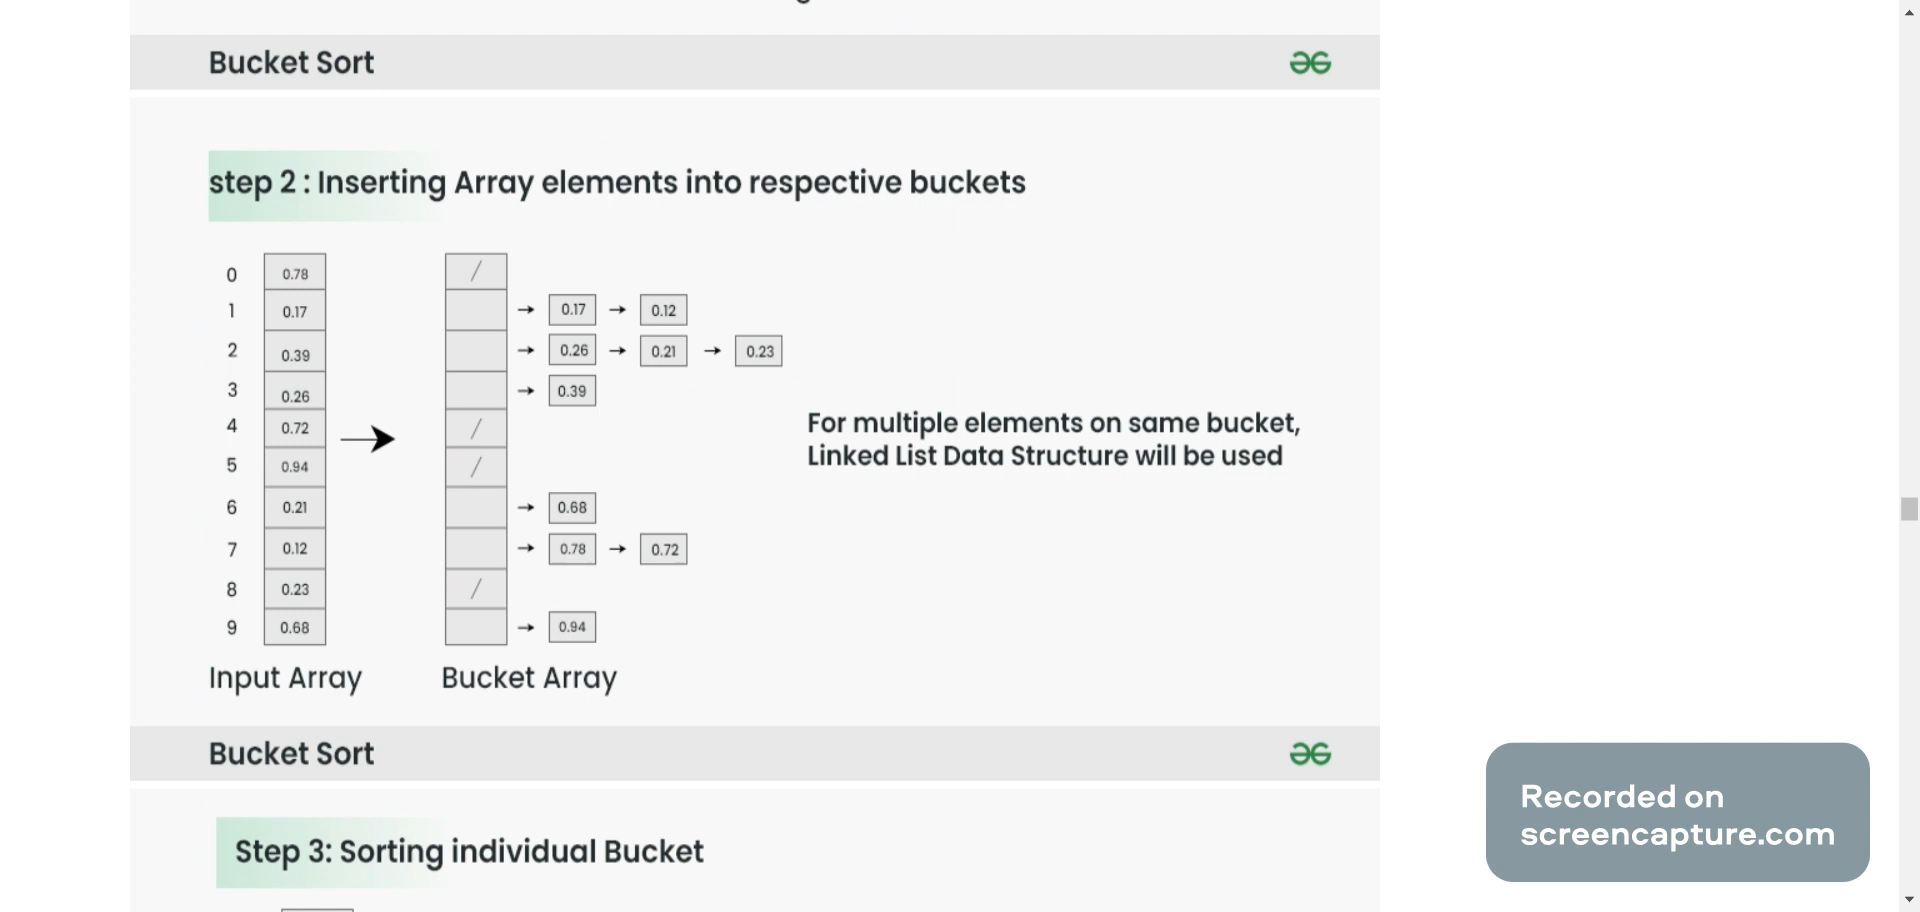 Bucket Sort
step 2 : Inserting Array elements into respective buckets
0 0.78 /
1 0.17 → 0.17 → 0.12
2 0.39 → 0.26 → 0.21 → 0.23
3 0.26 → 0.39
4 0.72 /
5 0.94 /
6 0.21 → 0.68
7 0.12 → 0.78 → 0.72
8 0.23 /
9 0.68 → 0.94
For multiple elements on same bucket,
Linked List Data Structure will be used
Input Array Bucket Array
Bucket Sort
Step 3: Sorting individual Bucket
Recorded on
screencapture.com